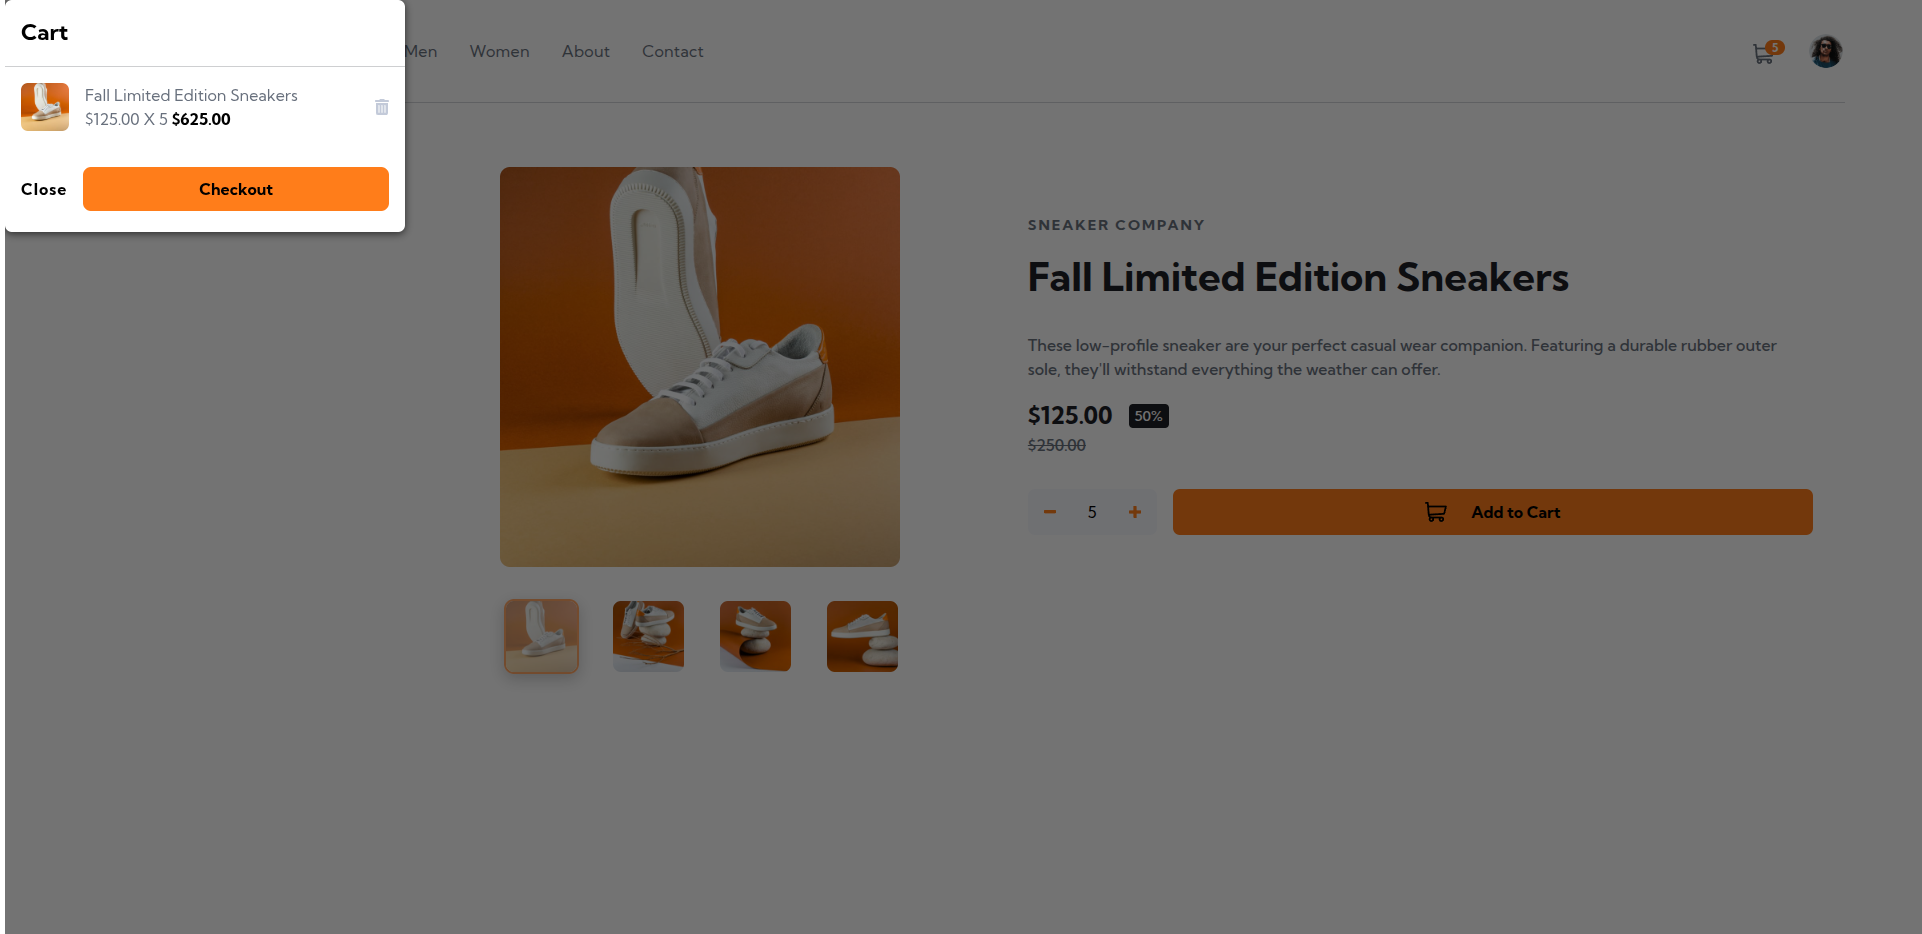 Cart
Fall Limited Edition Sneakers
$125.00 X 5 $625.00
Close
Checkout
Men
Women
About
Contact
5
SNEAKER COMPANY
Fall Limited Edition Sneakers
These low-profile sneaker are your perfect casual wear companion. Featuring a durable rubber outer
sole, they'll withstand everything the weather can offer.
$125.00 50%
$250.00
5
Add to Cart